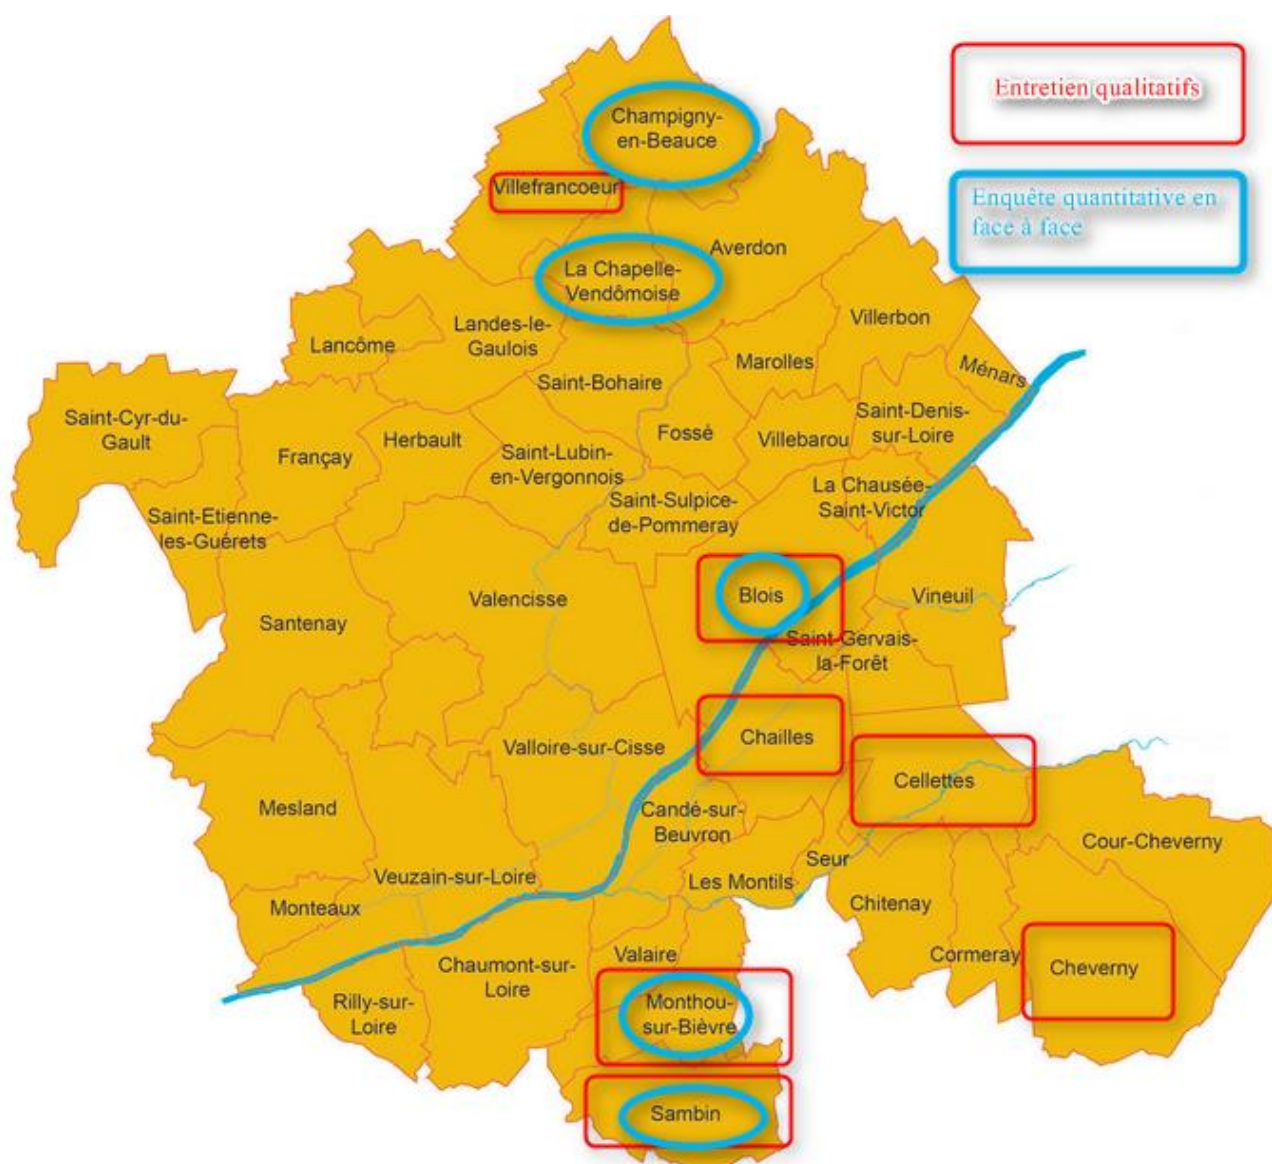 Champigny-
en-Beauce
Entretien qualitatifs
Villefrancoeur
Enquête quantitative en
face à face
Averdon
La Chapelle-
Vendômoise
Villerbon
Landes-le-
Gaulois
Lancôme
Marolles
Ménars
Saint-Bohaire
Saint-Cyr-du-
Gault
Saint-Denis-
sur-Loire
Fossé
Villebarou
Herbault
Françay
Saint-Lubin-
en-Vergonnois
La Chausée-
Saint-Victor
Saint-Sulpice-
de-Pommeray
Saint-Etienne-
les-Guérets
Blois
Vineuil
Valencisse
Santenay
Saint-Gervais-
la-Forêt
Chailles
Valloire-sur-Cisse
Cellettes
Mesland
Candé-sur-
Beuvron
Cour-Cheverny
Seur
Veuzain-sur-Loire
Les Montils
Chitenay
Monteaux
Valaire
Cormeray
Cheverny
Chaumont-sur-
Loire
Rilly-sur-
Loire
Monthou-
sur-Bièvre
Sambin